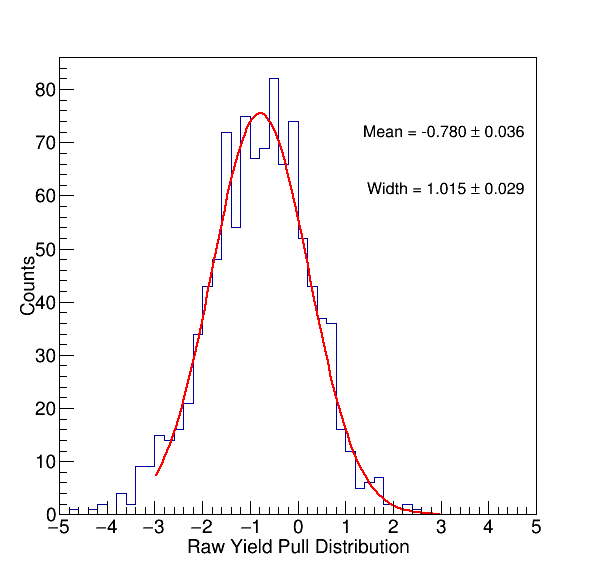 80
70
60
50
40
30
20
10
0
Counts
Mean = -0.780 ± 0.036
Width = 1.015 ± 0.029
−5 −4 −3 −2 −1 0 1 2 3 4 5
Raw Yield Pull Distribution